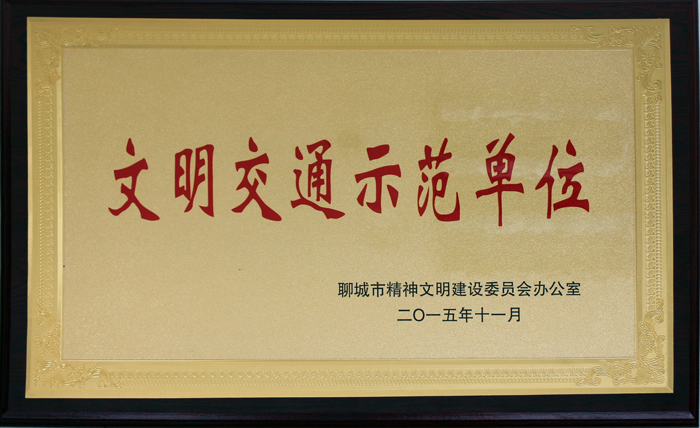 文明交通示范单位
聊城市精神文明建设委员会办公室
二〇一五年十一月